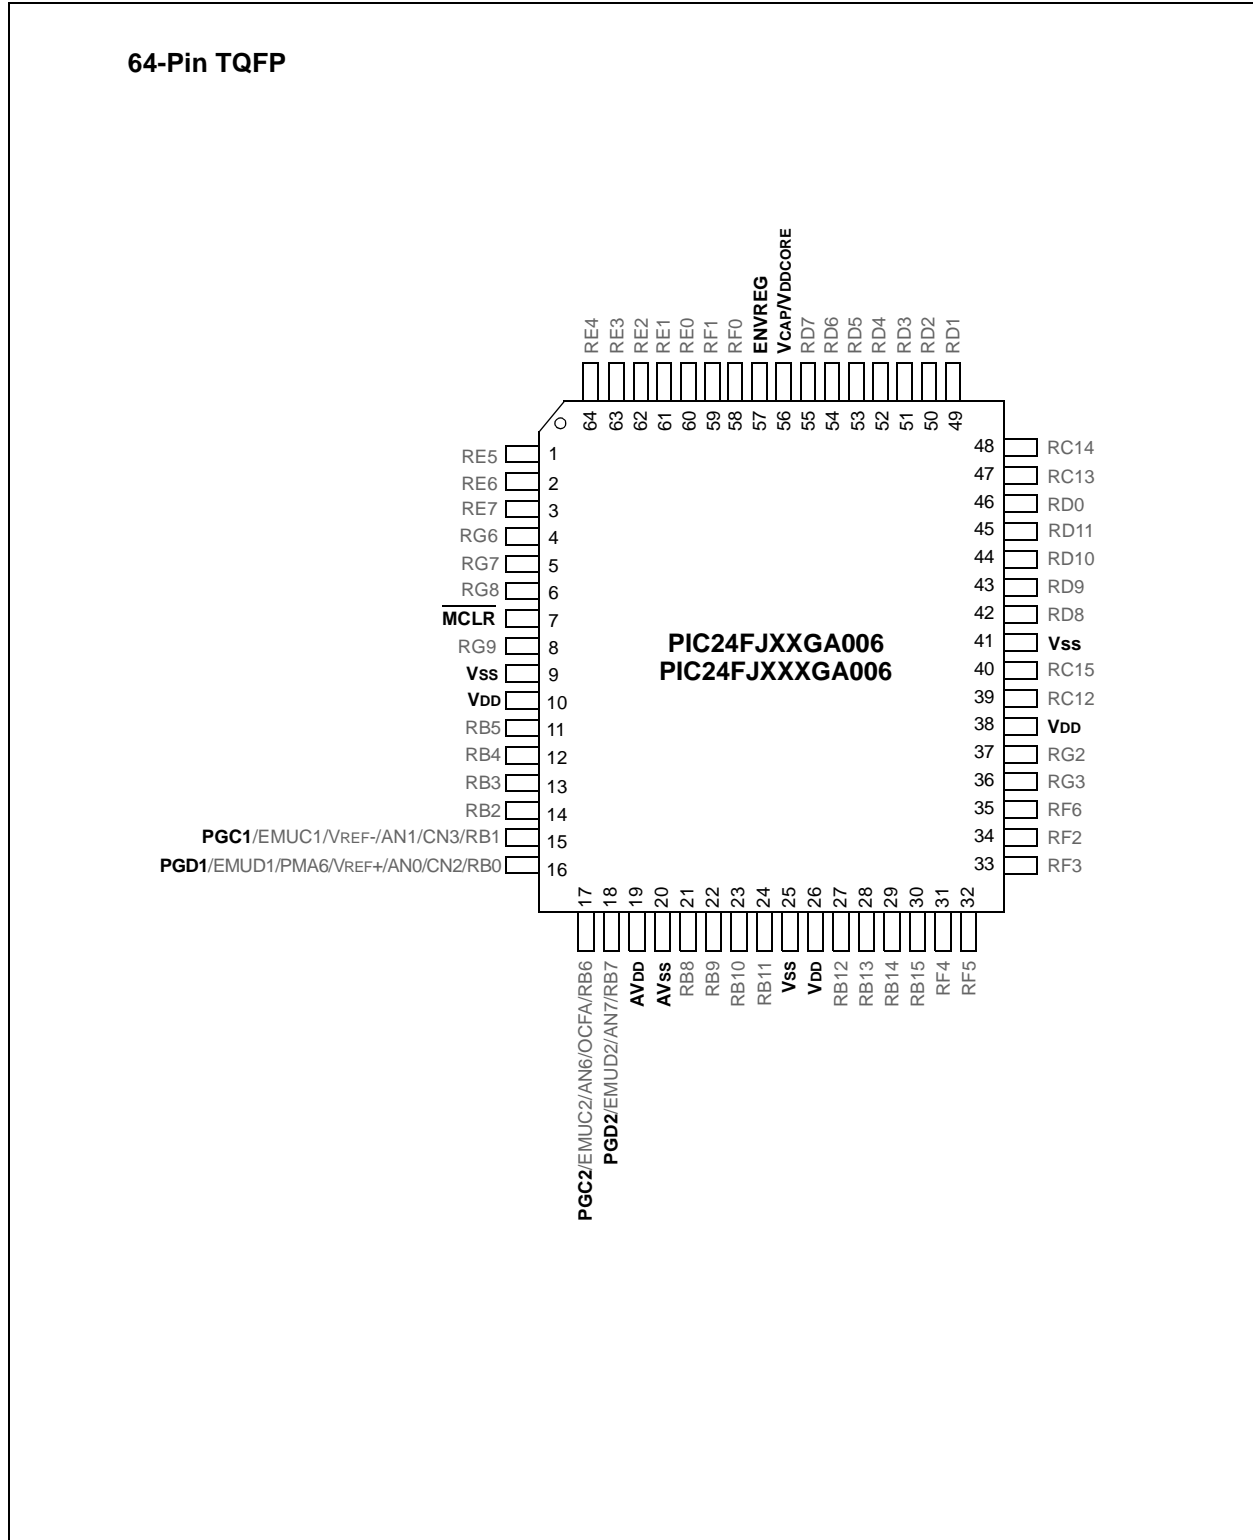 64-Pin TQFP
RE4
RE3
RE2
RE1
RE0
RF1
RF0
ENVREG
VCAP/VDDCORE
RD7
RD6
RD5
RD4
RD3
RD2
RD1
64
63
62
61
60
59
58
57
56
55
54
53
52
51
50
49
RE5 1
RE6 2
RE7 3
RG6 4
RG7 5
RG8 6
MCLR 7
RG9 8
VSS 9
VDD 10
RB5 11
RB4 12
RB3 13
RB2 14
PGC1/EMUC1/VREF-/AN1/CN3/RB1 15
PGD1/EMUD1/PMA6/VREF+/AN0/CN2/RB0 16
PIC24FJXXGA006
PIC24FJXXXGA006
48 RC14
47 RC13
46 RD0
45 RD11
44 RD10
43 RD9
42 RD8
41 Vss
40 RC15
39 RC12
38 VDD
37 RG2
36 RG3
35 RF6
34 RF2
33 RF3
17
18
19
20
21
22
23
24
25
26
27
28
29
30
31
32
PGC2/EMUC2/AN6/OCFA/RB6
PGD2/EMUD2/AN7/RB7
AVDD
AVss
RB8
RB9
RB10
RB11
Vss
VDD
RB12
RB13
RB14
RB15
RF4
RF5